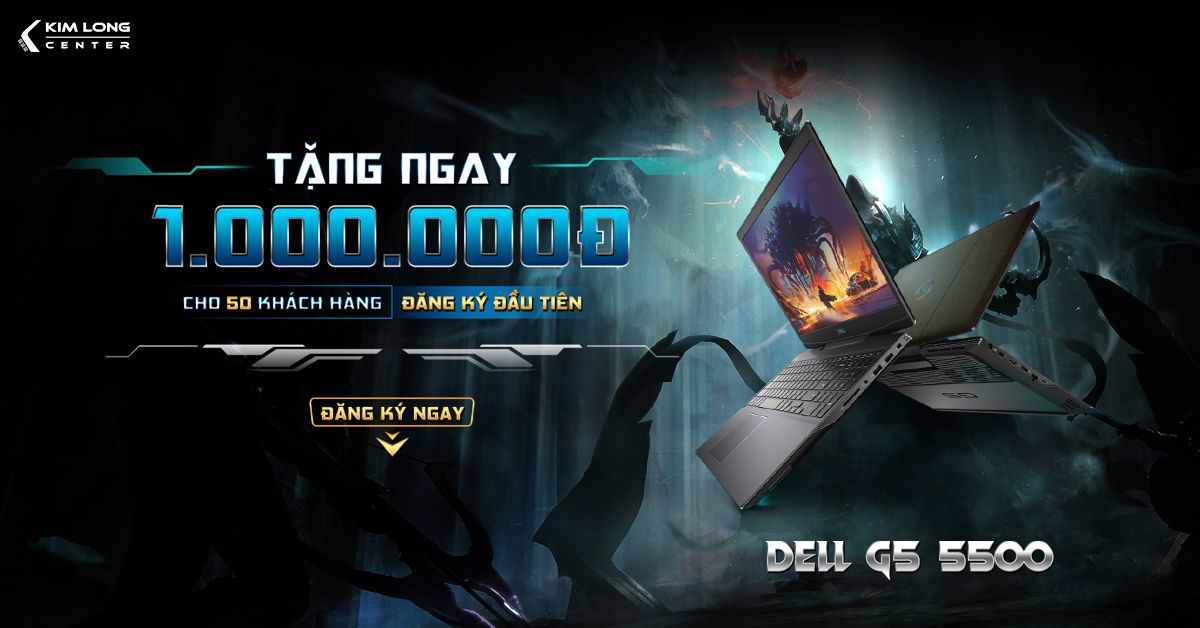 KIM LONG
CENTER
TẶNG NGAY
1.000.000Đ
CHO 50 KHÁCH HÀNG ĐĂNG KÝ ĐẦU TIÊN
ĐĂNG KÝ NGAY
DELL G5 5500